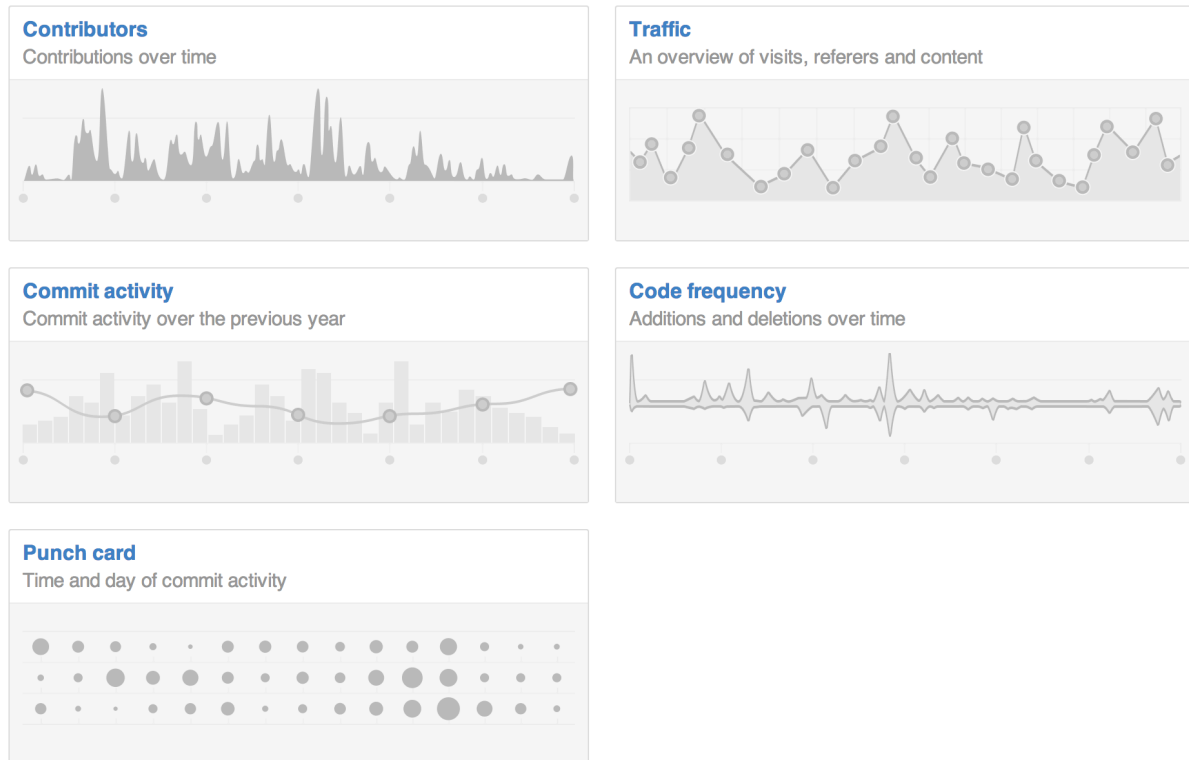 Contributors
Contributions over time
Traffic
An overview of visits, referers and content
Commit activity
Commit activity over the previous year
Code frequency
Additions and deletions over time
Punch card
Time and day of commit activity